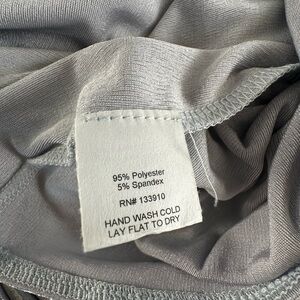 95% Polyester
5% Spandex
RN# 133910
HAND WASH COLD
LAY FLAT TO DRY